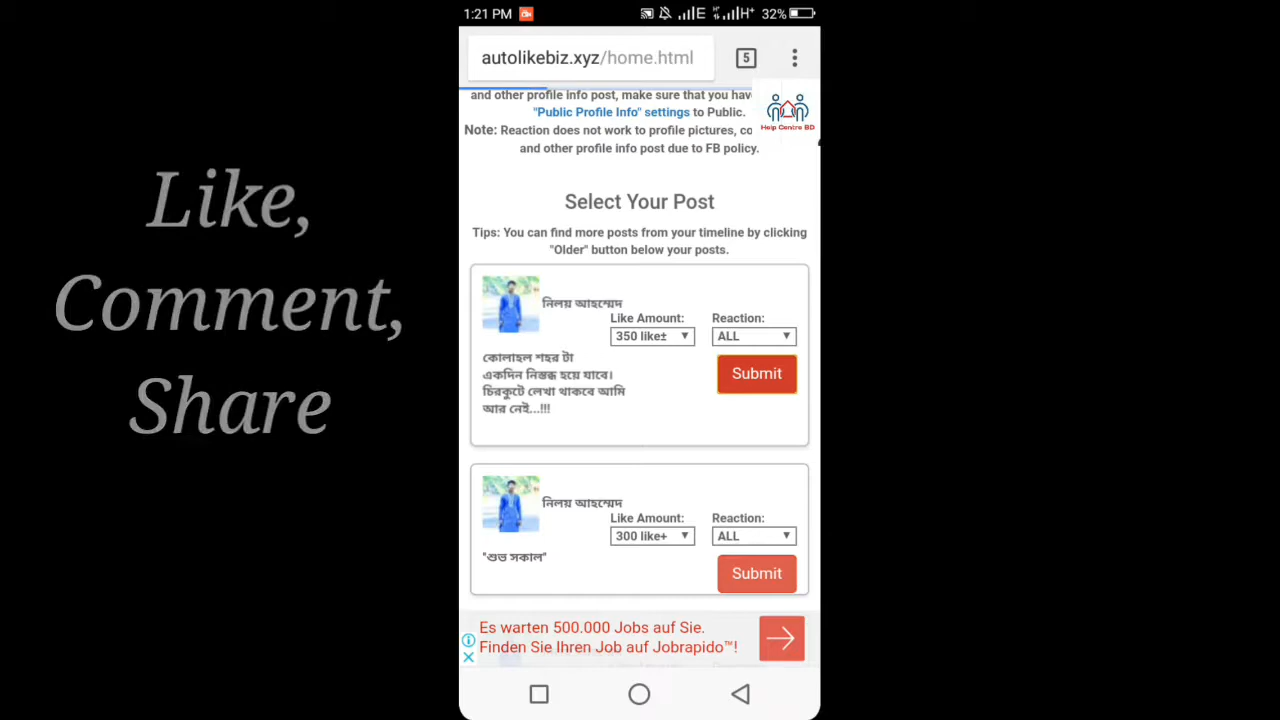 1:21 PM
E
H+
H+
32%
autolikebiz.xyz/home.html
5
and other profile info post, make sure that you have
"Public Profile Info" settings to Public.
Note: Reaction does not work to profile pictures, co
and other profile info post due to FB policy.
Help Centre BD
Like,
Comment,
Share
Select Your Post
Tips: You can find more posts from your timeline by clicking
"Older" button below your posts.
নিলয় আহম্মেদ
Like Amount:
Reaction:
350 like±
ALL
কোলাহল শহর টা
একদিন নিস্তব্ধ হয়ে যাবে।
চিরকুটে লেখা থাকবে আমি
আর নেই...!!!
Submit
নিলয় আহম্মেদ
Like Amount:
Reaction:
300 like+
ALL
"শুভ সকাল"
Submit
Es warten 500.000 Jobs auf Sie.
Finden Sie Ihren Job auf Jobrapido™!